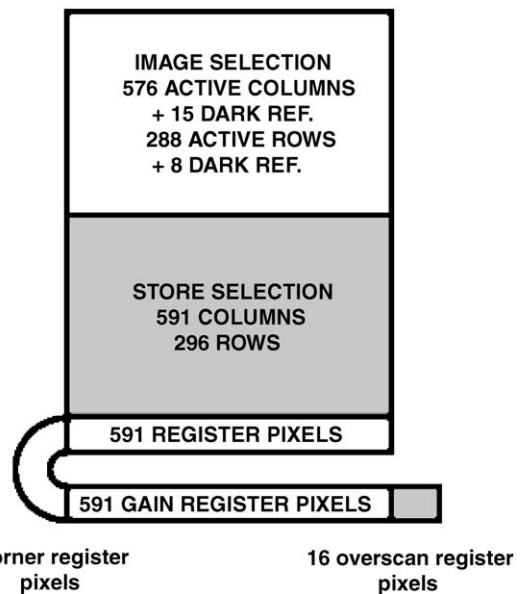 IMAGE SELECTION
576 ACTIVE COLUMNS
+ 15 DARK REF.
288 ACTIVE ROWS
+ 8 DARK REF.
STORE SELECTION
591 COLUMNS
296 ROWS
591 REGISTER PIXELS
591 GAIN REGISTER PIXELS
orner register
pixels
16 overscan register
pixels